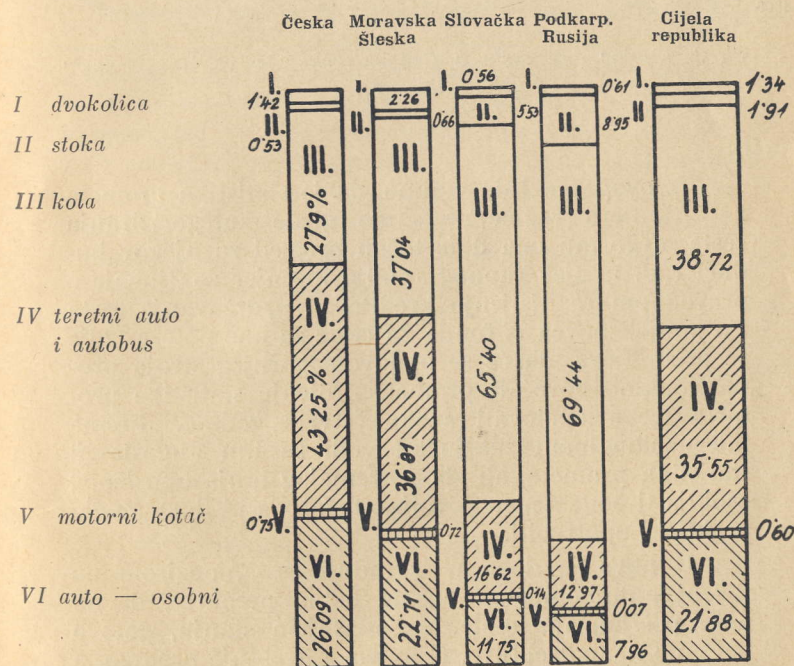 Česka Moravska Slovačka Podkarp. Cijela
Šleska Rusija republika
I. I. I. 0·56 I. 0·61 I. 1·34
I dvokolica 1·42 2·26 1·91
II. II. 0·66 II. 5·53 II. 8·95 II
II stoka 0·53
III. III. III. III. III.
III kola
27·9% 37·04 38·72
IV teretni auto IV.
i autobus
IV. IV.
65·40 69·44
43·25 % 36·81 35·55
V motorni kotač 0·75 V. V. 0·72 V. 0·60
IV. IV.
16·62 12·97
VI. VI. VI.
VI auto — osobni V. 0·14 V. 0·07
VI. VI.
26·09 22·71 11·75 7·96 21·88